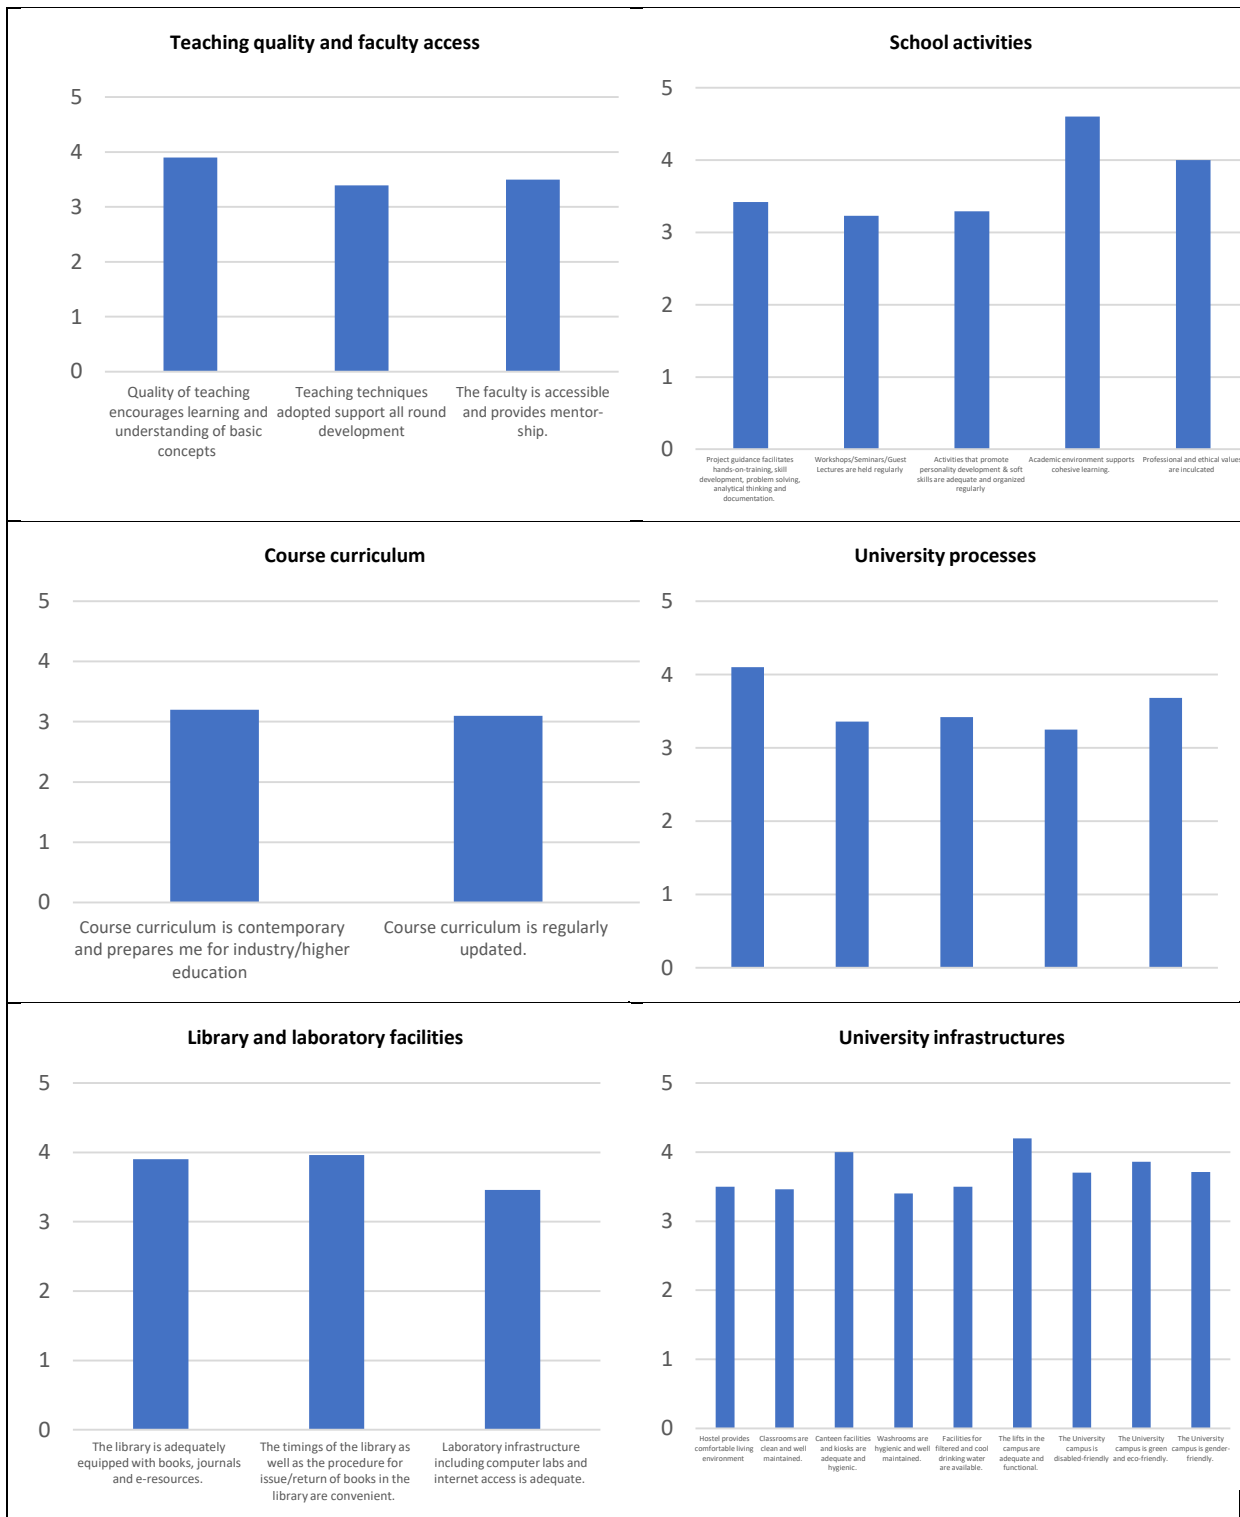 Teaching quality and faculty access
5
4
3
2
1
0
Quality of teaching
encourages learning and
understanding of basic
concepts
Teaching techniques
adopted support all round
development
The faculty is accessible
and provides mentor-
ship.
School activities
5
4
3
2
1
0
Project guidance facilitates
hands-on-training, skill
development, problem solving,
analytical thinking and
documentation.
Workshops/Seminars/Guest
Lectures are held regularly
Activities that promote
personality development & soft
skills are adequate and organized
regularly
Academic environment supports
cohesive learning.
Professional and ethical values
are inculcated
Course curriculum
5
4
3
2
1
0
Course curriculum is contemporary
and prepares me for industry/higher
education
Course curriculum is regularly
updated.
University processes
5
4
3
2
1
0
Library and laboratory facilities
5
4
3
2
1
0
The library is adequately
equipped with books, journals
and e-resources.
The timings of the library as
well as the procedure for
issue/return of books in the
library are convenient.
Laboratory infrastructure
including computer labs and
internet access is adequate.
University infrastructures
5
4
3
2
1
0
Hostel provides
comfortable living
environment
Classrooms are
clean and well
maintained.
Canteen facilities
and kiosks are
adequate and
hygienic.
Washrooms are
hygienic and well
maintained.
Facilities for
filtered and cool
drinking water
are available.
The lifts in the
campus are
adequate and
functional.
The University
campus is
disabled-friendly
The University
campus is green
and eco-friendly.
The University
campus is gender-
friendly.